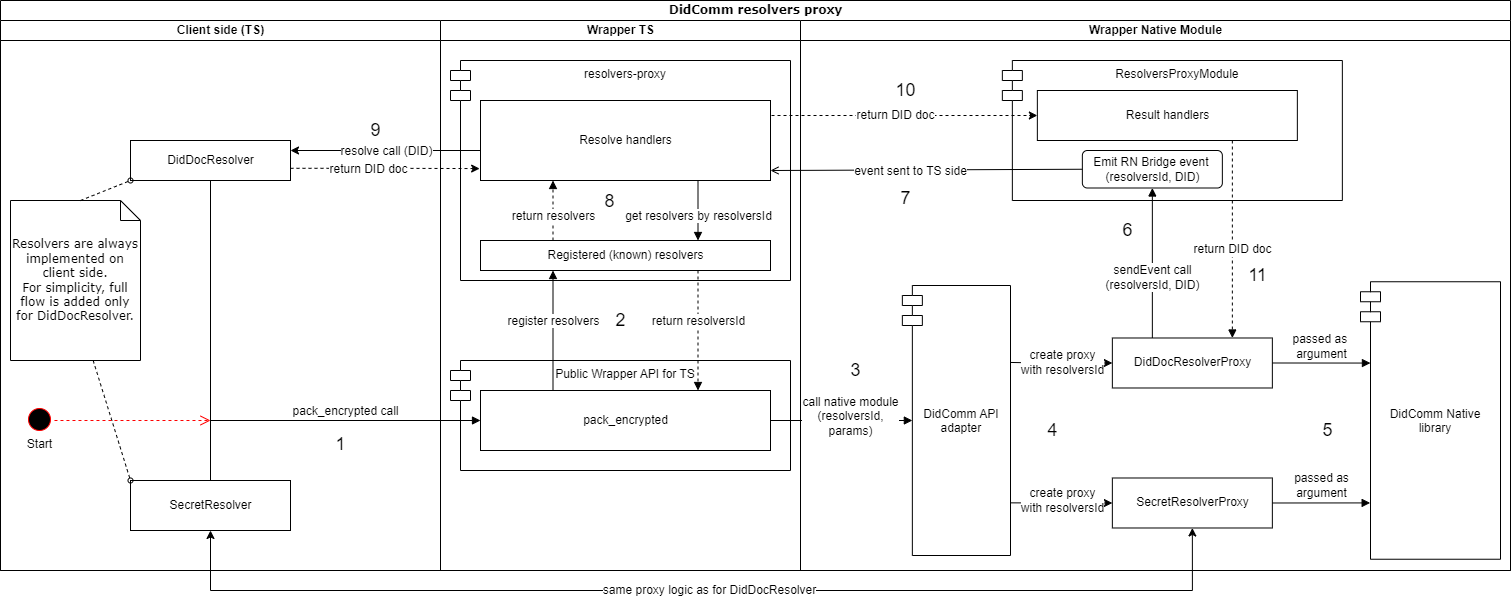 DidComm resolvers proxy
Client side (TS)
Wrapper TS
Wrapper Native Module
resolvers-proxy
ResolversProxyModule
Resolve handlers
Result handlers
10
return DID doc
9
resolve call (DID)
return DID doc
DidDocResolver
Emit RN Bridge event
(resolversId, DID)
event sent to TS side
7
8
return resolvers
get resolvers by resolversId
Registered (known) resolvers
6
sendEvent call
(resolversId, DID)
return DID doc
11
Resolvers are always
implemented on
client side.
For simplicity, full
flow is added only
for DidDocResolver.
register resolvers
2
return resolversId
Public Wrapper API for TS
pack_encrypted
Start
pack_encrypted call
1
3
call native module
(resolversId,
params)
DidComm API
adapter
create proxy
with resolversId
DidDocResolverProxy
passed as
argument
4
5
DidComm Native
library
create proxy
with resolversId
SecretResolverProxy
passed as
argument
SecretResolver
same proxy logic as for DidDocResolver